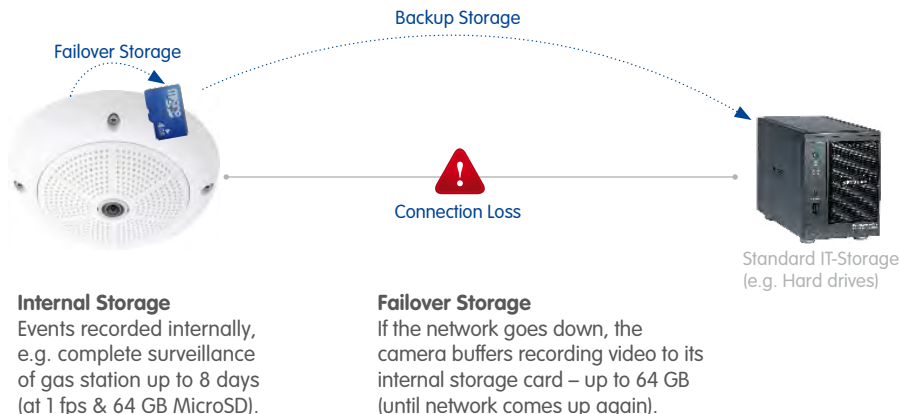 Backup Storage
Failover Storage
Connection Loss
Standard IT-Storage
(e.g. Hard drives)
Internal Storage
Events recorded internally,
e.g. complete surveillance
of gas station up to 8 days
(at 1 fps & 64 GB MicroSD).
Failover Storage
If the network goes down, the
camera buffers recording video to its
internal storage card – up to 64 GB
(until network comes up again).